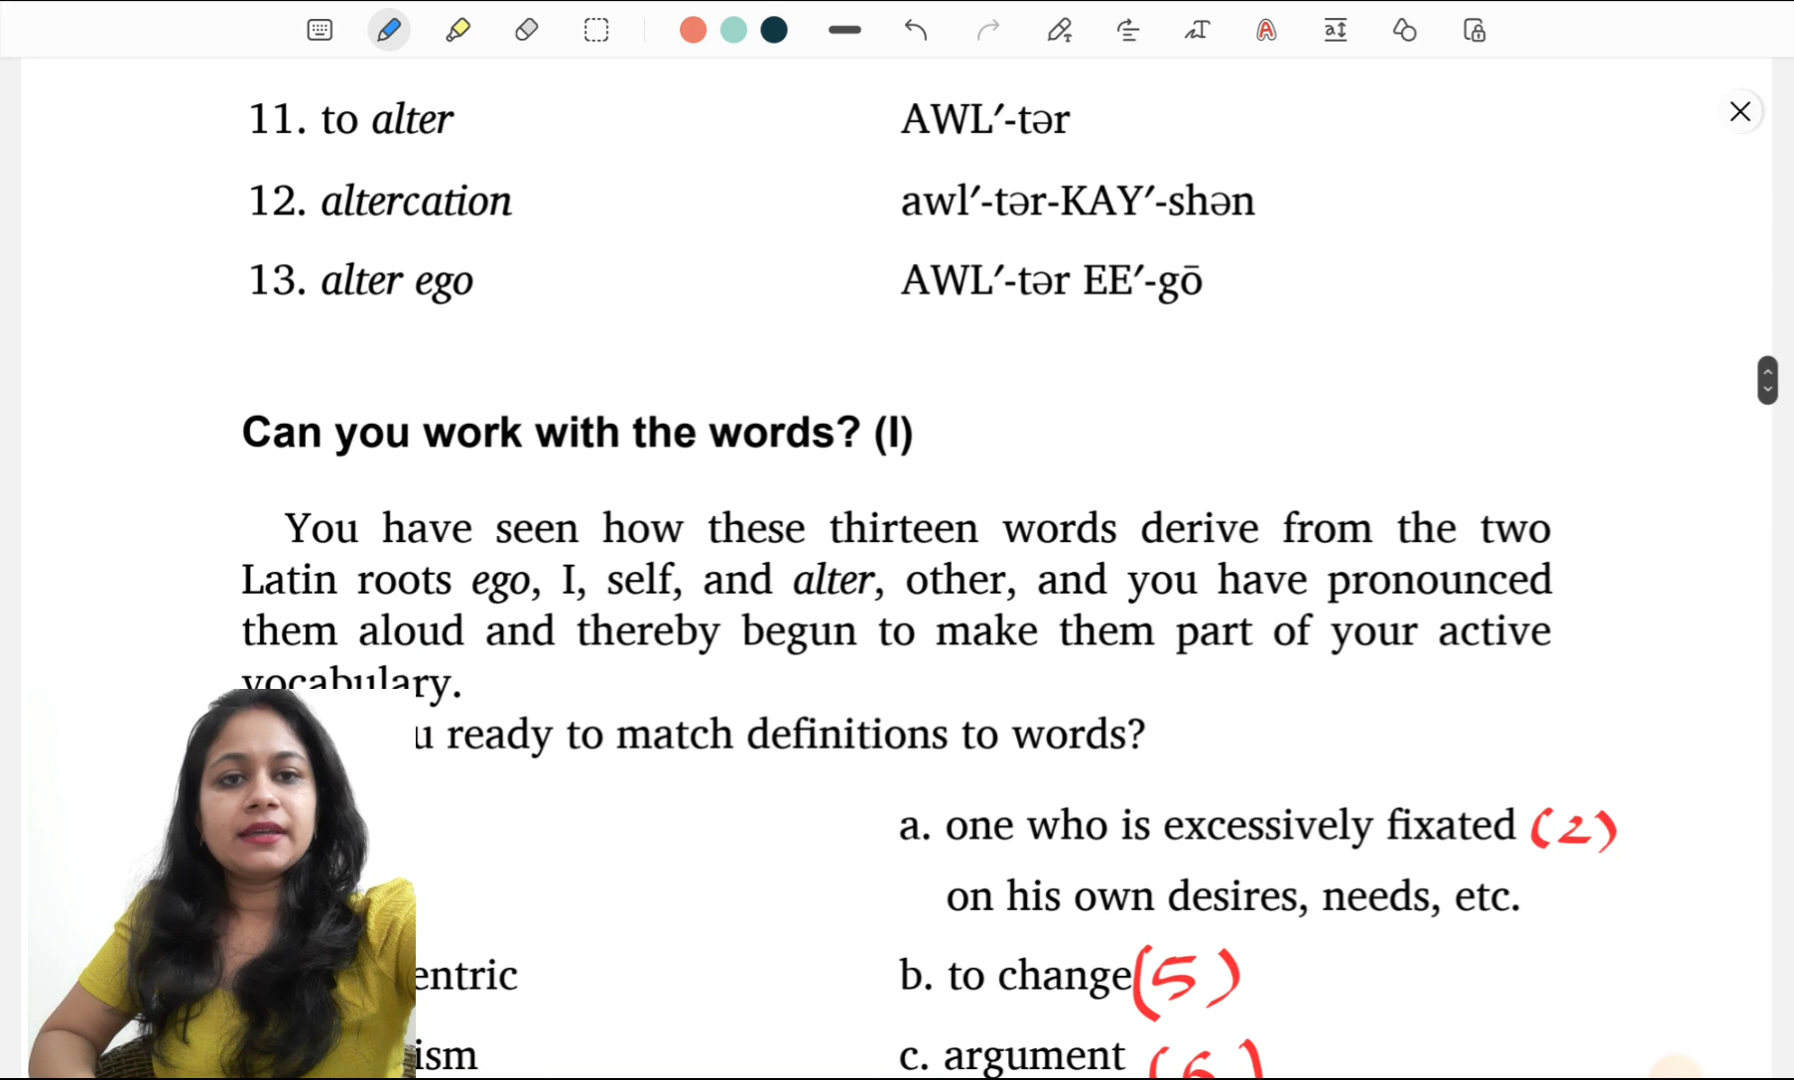 11. to alter AWL′-tər
12. altercation awl′-tər-KAY′-shən
13. alter ego AWL′-tər EE′-gō
Can you work with the words? (I)
You have seen how these thirteen words derive from the two
Latin roots ego, I, self, and alter, other, and you have pronounced
them aloud and thereby begun to make them part of your active
vocabulary.
u ready to match definitions to words?
a. one who is excessively fixated (2)
on his own desires, needs, etc.
entric b. to change (5)
ism c. argument (6)